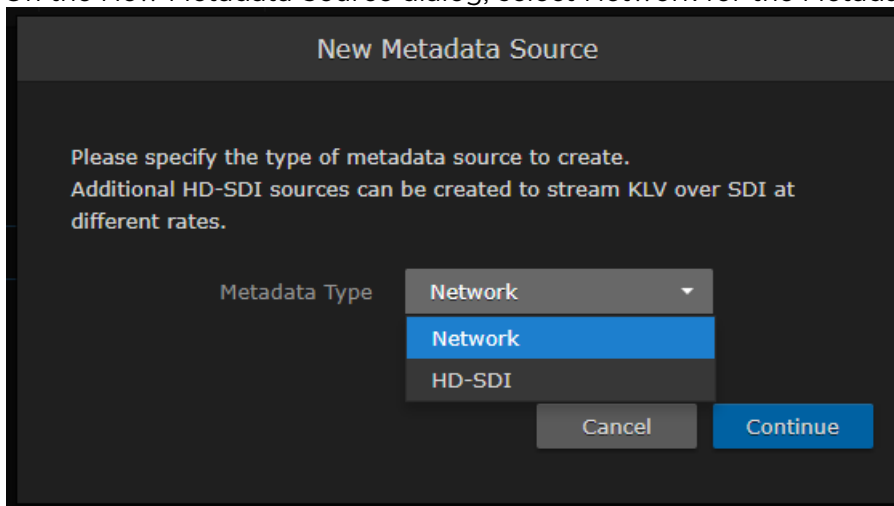 New Metadata Source
Please specify the type of metadata source to create.
Additional HD-SDI sources can be created to stream KLV over SDI at
different rates.
Metadata Type Network
Network
HD-SDI
Cancel Continue